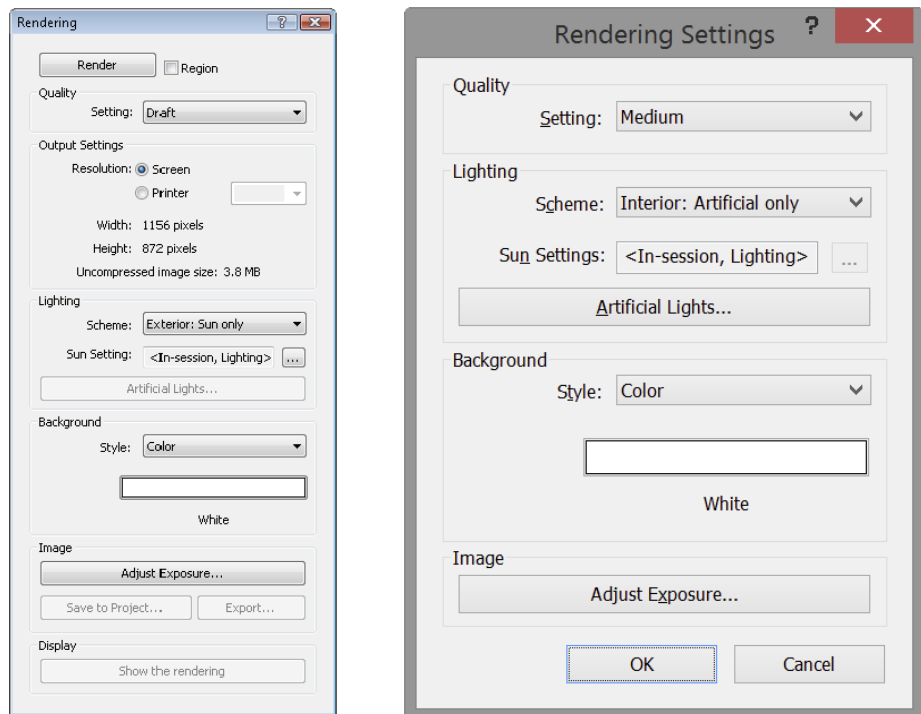 Rendering
Render
Region
Quality
Setting: Draft
Output Settings
Resolution: Screen
Printer
Width: 1156 pixels
Height: 872 pixels
Uncompressed image size: 3.8 MB
Lighting
Scheme: Exterior: Sun only
Sun Setting: <In-session, Lighting> ...
Artificial Lights...
Background
Style: Color
White
Image
Adjust Exposure...
Save to Project... Export...
Display
Show the rendering
Rendering Settings ?
Quality
Setting: Medium
Lighting
Scheme: Interior: Artificial only
Sun Settings: <In-session, Lighting> ...
Artificial Lights...
Background
Style: Color
White
Image
Adjust Exposure...
OK Cancel